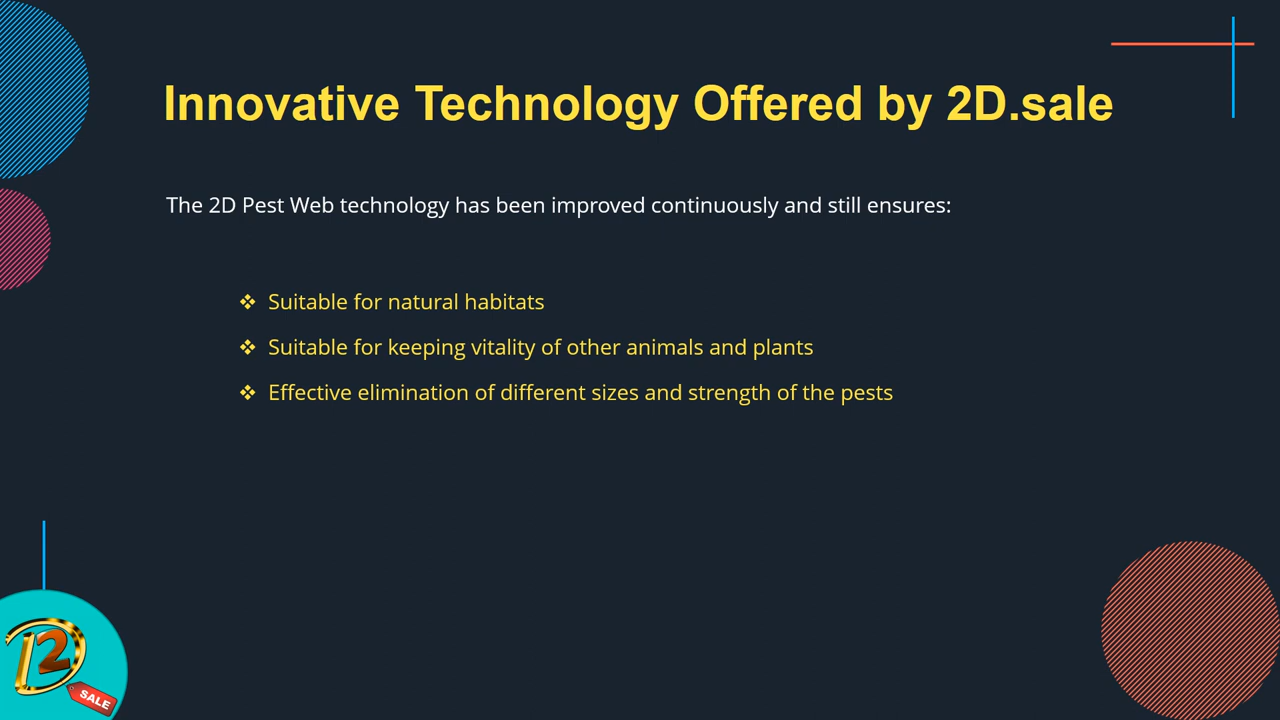 Innovative Technology Offered by 2D.sale
The 2D Pest Web technology has been improved continuously and still ensures:
❖ Suitable for natural habitats
❖ Suitable for keeping vitality of other animals and plants
❖ Effective elimination of different sizes and strength of the pests
D2
SALE